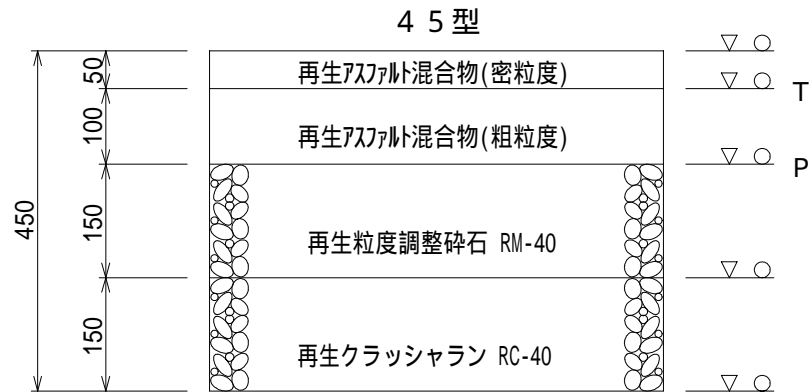 ４５型
▽ ○
50
再生ｱｽﾌｧﾙﾄ混合物(密粒度)
▽ ○
T
100
再生ｱｽﾌｧﾙﾄ混合物(粗粒度)
▽ ○
P
450
150
再生粒度調整砕石 RM-40
▽ ○
150
再生クラッシャラン RC-40
▽ ○